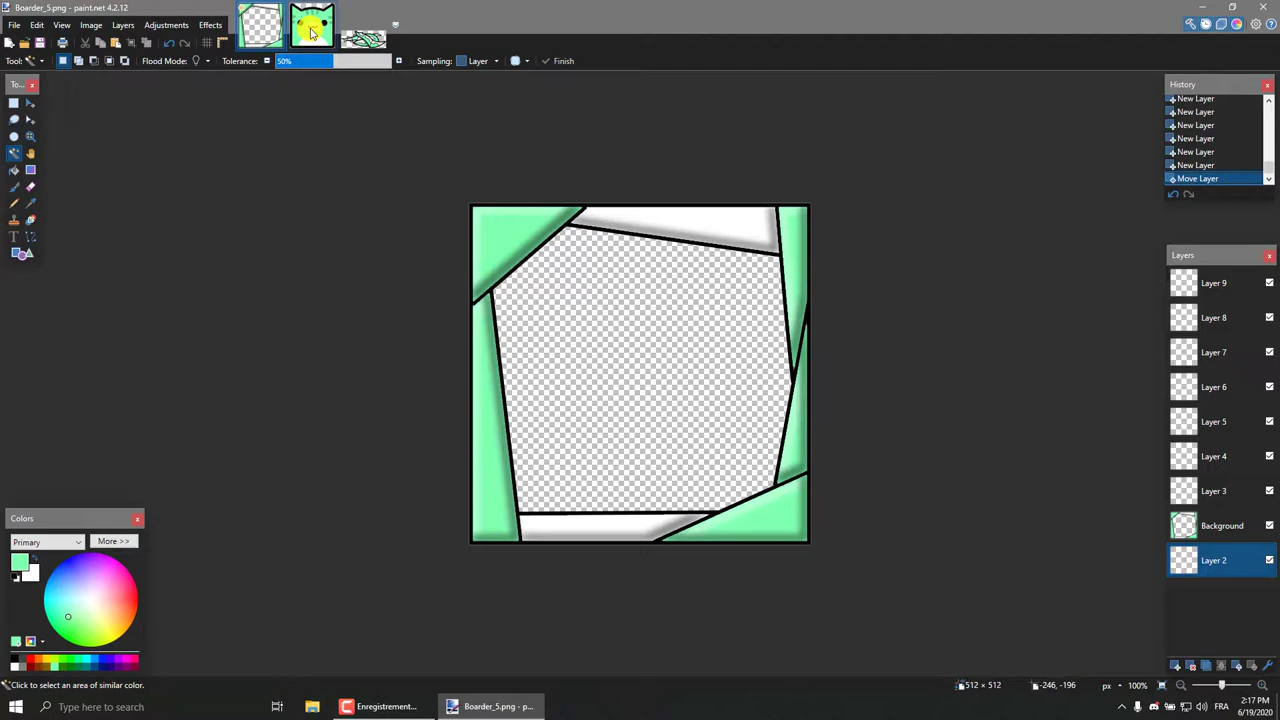 Boarder_5.png - paint.net 4.2.12
File Edit View Image Layers Adjustments Effects
Tool: Flood Mode: Tolerance: 50% Sampling: Layer Finish
To...
History
New Layer
New Layer
New Layer
New Layer
New Layer
New Layer
Move Layer
Layers
Layer 9
Layer 8
Layer 7
Layer 6
Layer 5
Layer 4
Layer 3
Background
Layer 2
Colors
Primary More >>
Click to select an area of similar color. 512 × 512 -246, -196 px 100%
Type here to search Enregistrement... Boarder_5.png - p... FRA 2:17 PM
6/19/2020